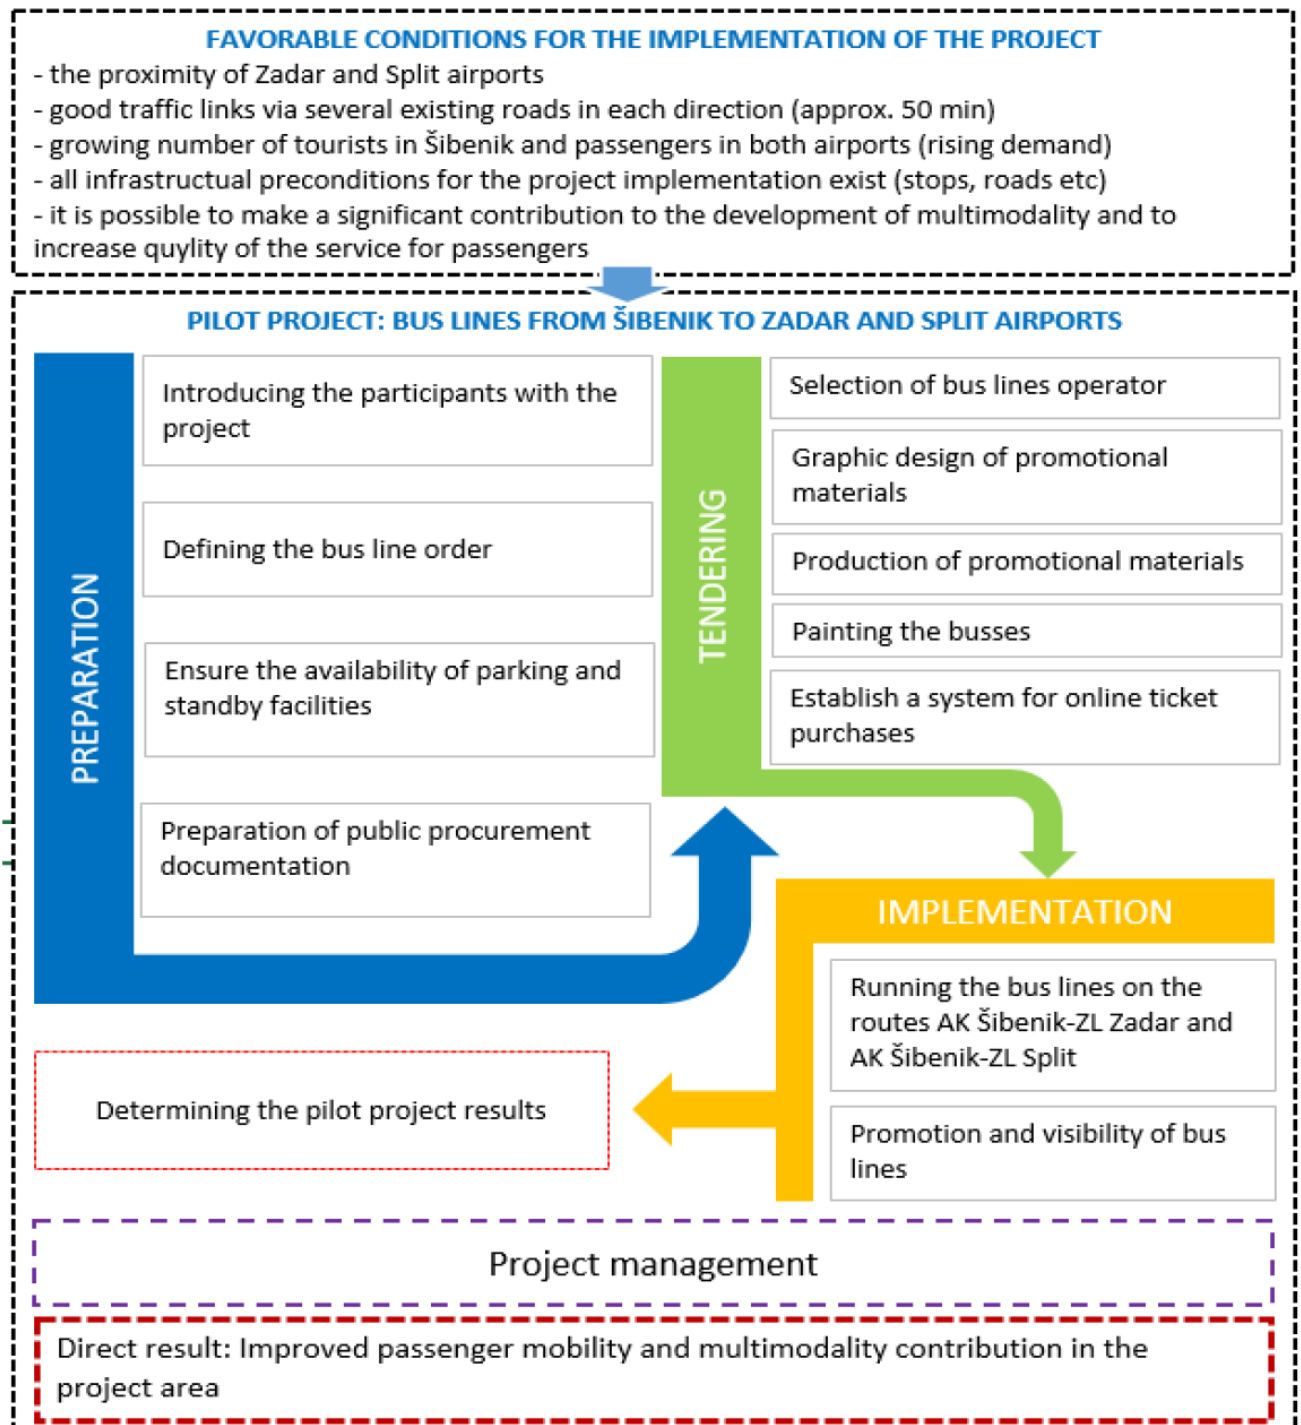 FAVORABLE CONDITIONS FOR THE IMPLEMENTATION OF THE PROJECT
- the proximity of Zadar and Split airports
- good traffic links via several existing roads in each direction (approx. 50 min)
- growing number of tourists in Šibenik and passengers in both airports (rising demand)
- all infrastructual preconditions for the project implementation exist (stops, roads etc)
- it is possible to make a significant contribution to the development of multimodality and to
increase quylity of the service for passengers
PILOT PROJECT: BUS LINES FROM ŠIBENIK TO ZADAR AND SPLIT AIRPORTS
PREPARATION
Introducing the participants with the
project
Defining the bus line order
Ensure the availability of parking and
standby facilities
Preparation of public procurement
documentation
TENDERING
Selection of bus lines operator
Graphic design of promotional
materials
Production of promotional materials
Painting the busses
Establish a system for online ticket
purchases
IMPLEMENTATION
Running the bus lines on the
routes AK Šibenik-ZL Zadar and
AK Šibenik-ZL Split
Promotion and visibility of bus
lines
Determining the pilot project results
Project management
Direct result: Improved passenger mobility and multimodality contribution in the
project area